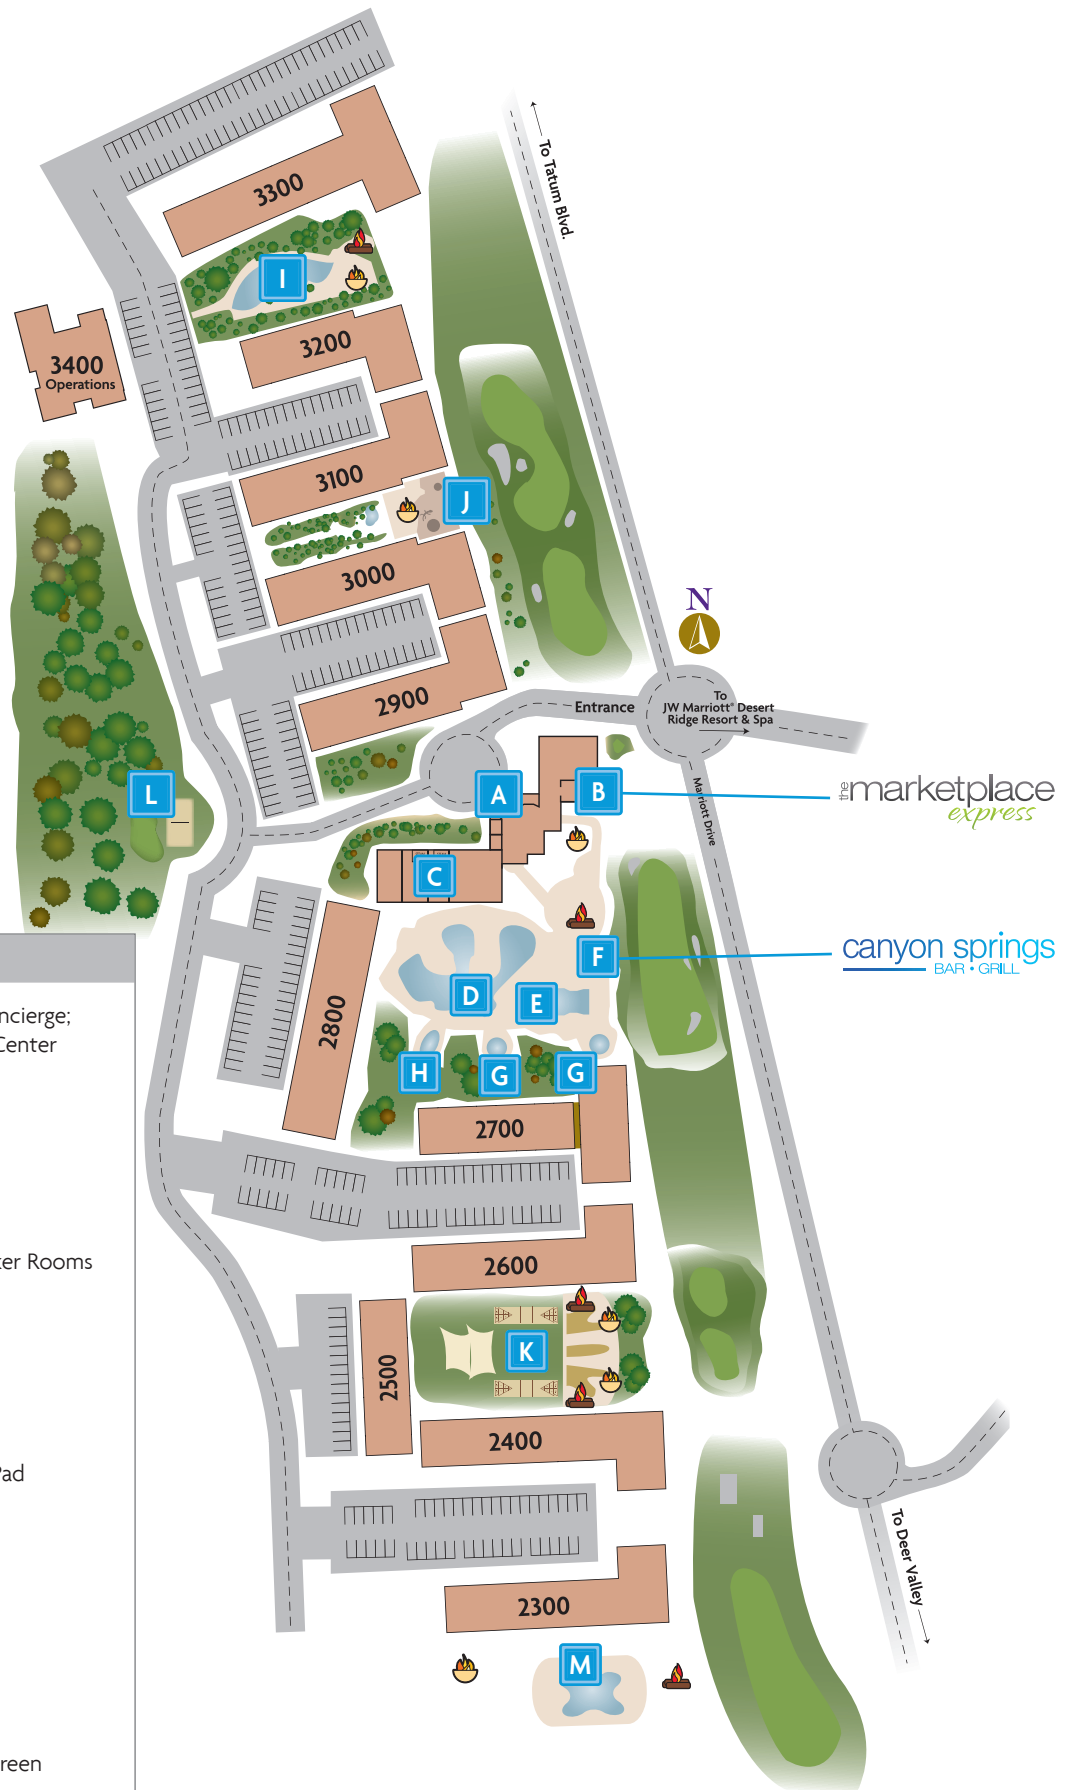 To Tatum Blvd.
3300
I
3200
3400
Operations
3100
J
3000
N
2900
Entrance
To
JW Marriott® Desert
Ridge Resort & Spa
L
A
B
the marketplace
express
Marriott Drive
C
canyon springs
BAR • GRILL
F
D
E
2800
ncierge;
Center
H
G
G
2700
ter Rooms
2600
K
2500
2400
Pad
To Deer Valley
2300
M
reen